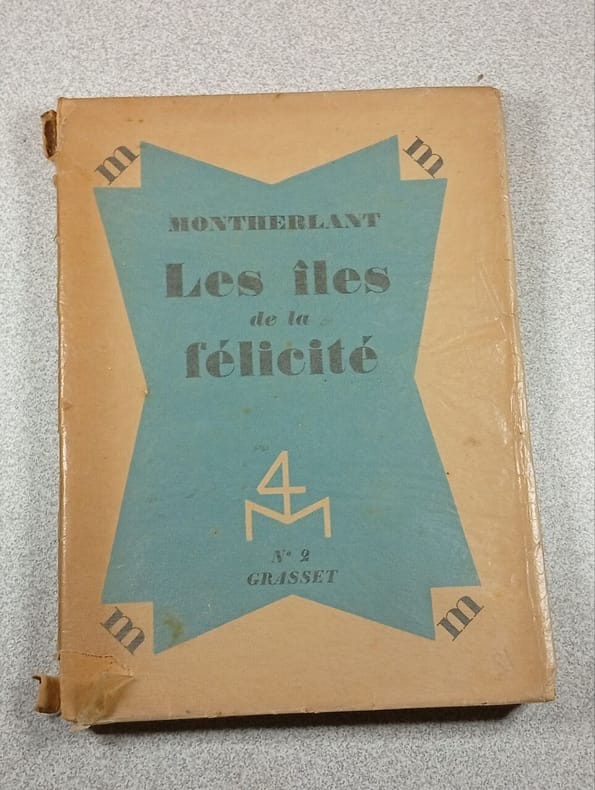 m m
MONTHERLANT
Les îles
de la
félicité
4
M
N° 2
GRASSET
m m